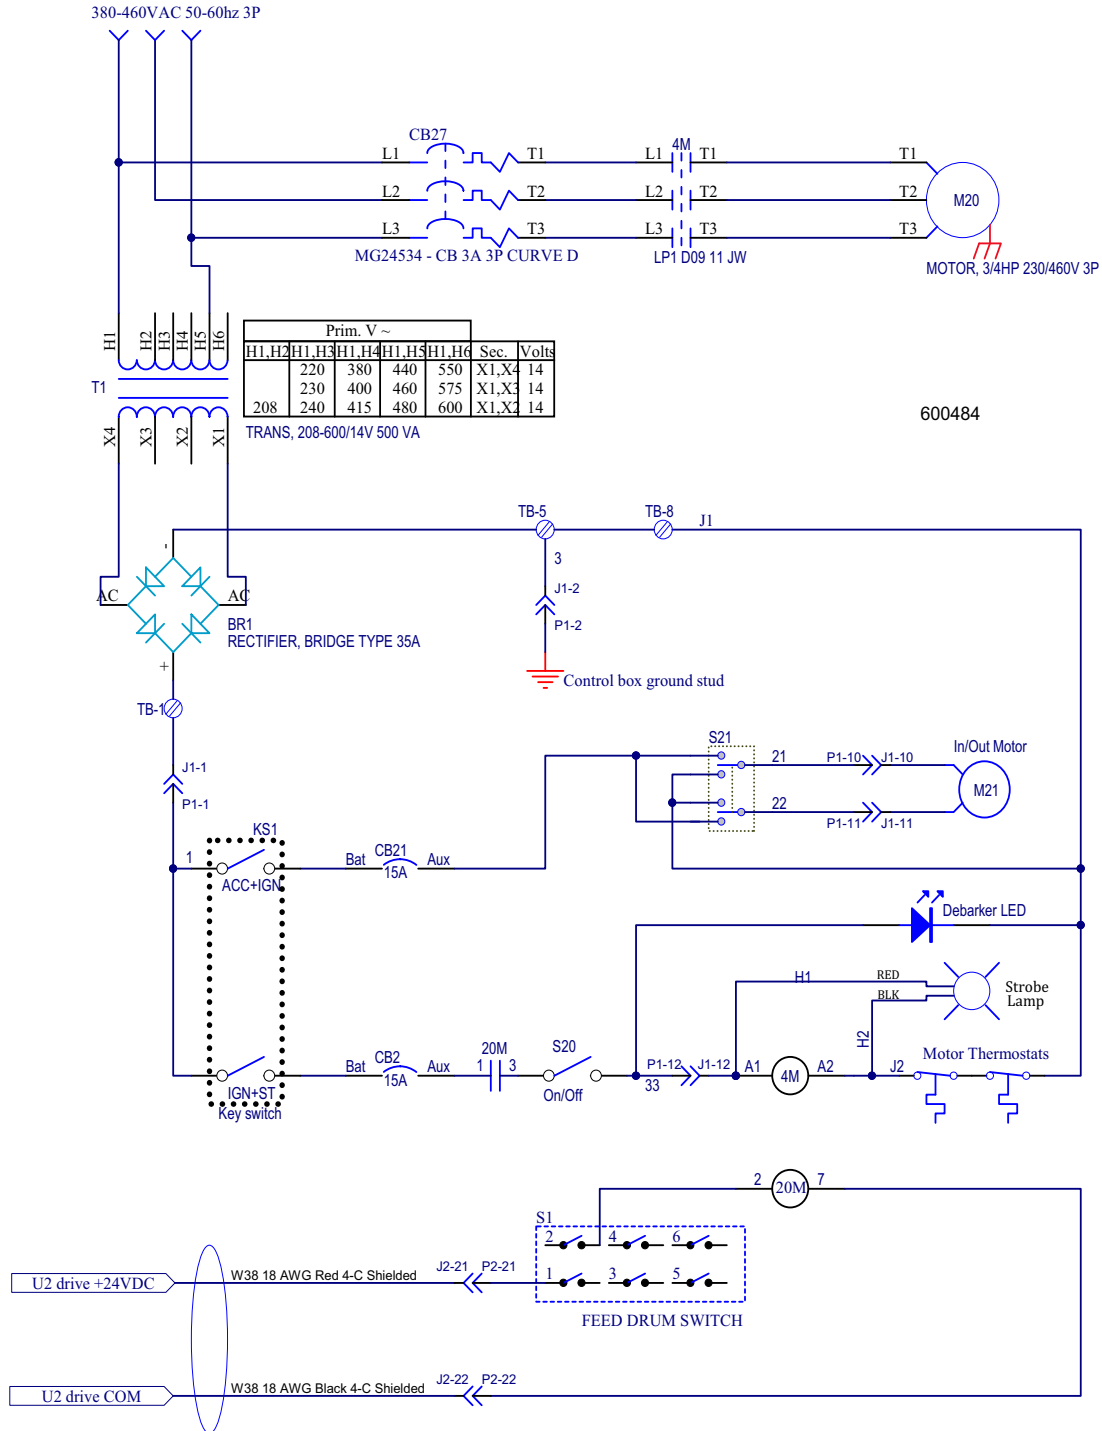 380-460VAC 50-60hz 3P
CB27
4M
L1 T1 L1 T1 T1
L2 T2 L2 T2 T2
L3 T3 L3 T3 T3
M20
MG24534 - CB 3A 3P CURVE D
LP1 D09 11 JW
MOTOR, 3/4HP 230/460V 3P
H1 H2 H3 H4 H5 H6
T1
X4 X3 X2 X1
Prim. V ~
H1,H2 H1,H3 H1,H4 H1,H5 H1,H6 Sec. Volts
220 380 440 550 X1,X4 14
230 400 460 575 X1,X3 14
208 240 415 480 600 X1,X2 14
TRANS, 208-600/14V 500 VA
600484
TB-5
TB-8
J1
3
J1-2
P1-2
Control box ground stud
-
AC
AC
BR1
RECTIFIER, BRIDGE TYPE 35A
+
TB-1
J1-1
P1-1
S21
21
P1-10 J1-10
In/Out Motor
M21
22
P1-11 J1-11
KS1
1
ACC+IGN
Bat CB21 Aux
15A
Debarker LED
H1
RED
BLK
Strobe
Lamp
H2
IGN+ST
Key switch
Bat CB2 Aux
15A
20M
1 3
S20
On/Off
33
P1-12 J1-12
A1 4M A2
J2
Motor Thermostats
2 20M 7
S1
2 4 6
1 3 5
FEED DRUM SWITCH
U2 drive +24VDC
W38 18 AWG Red 4-C Shielded
J2-21 P2-21
U2 drive COM
W38 18 AWG Black 4-C Shielded
J2-22 P2-22